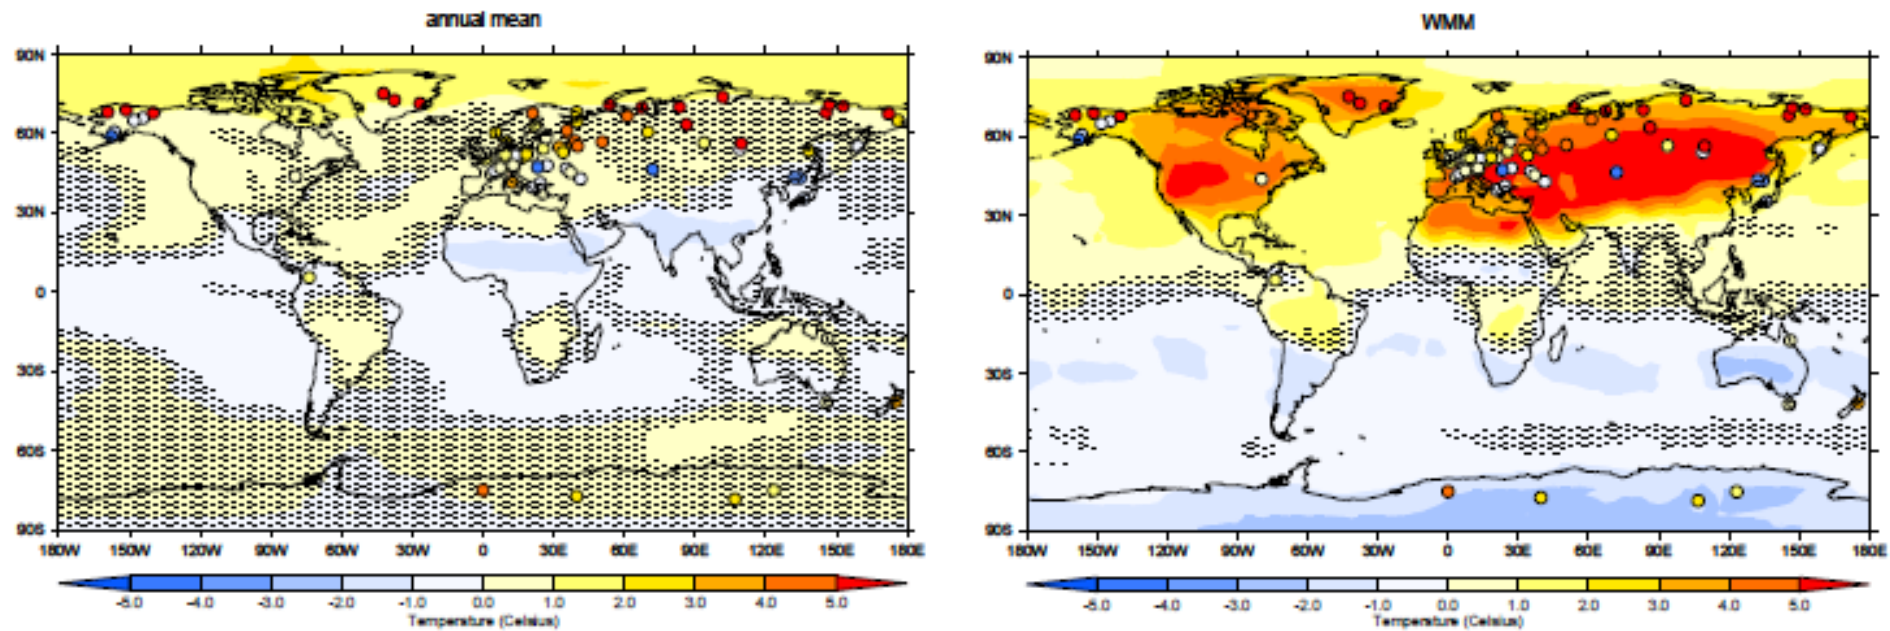 annual mean
90N
60N
30N
0
30S
60S
90S
180W 150W 120W 90W 60W 30W 0 30E 60E 90E 120E 150E 180E
-5.0 -4.0 -3.0 -2.0 -1.0 0.0 1.0 2.0 3.0 4.0 5.0
Temperature (Celsius)
WMM
90N
60N
30N
0
30S
60S
90S
180W 150W 120W 90W 60W 30W 0 30E 60E 90E 120E 150E 180E
-5.0 -4.0 -3.0 -2.0 -1.0 0.0 1.0 2.0 3.0 4.0 5.0
Temperature (Celsius)